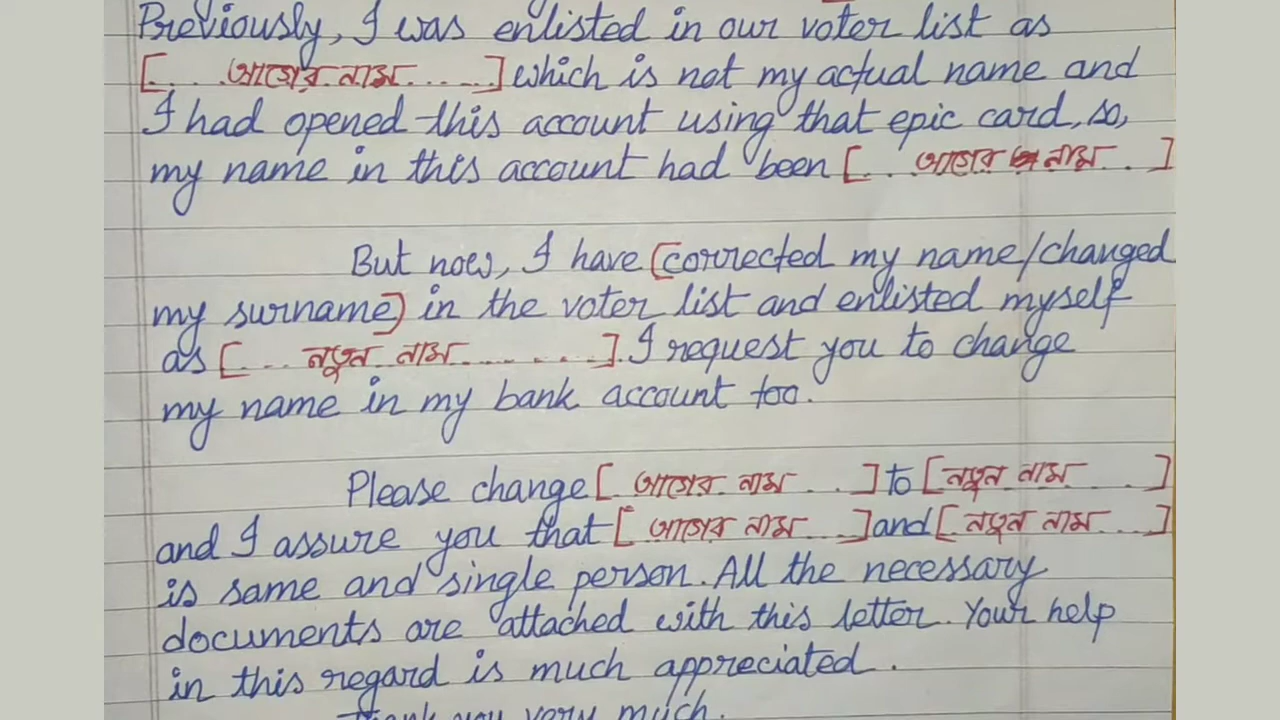 Previously, I was enlisted in our voter list as
[... আগের নাম .....] which is not my actual name and
I had opened this account using that epic card, so,
my name in this account had been [... আগের নাম ..]
But now, I have [corrected my name/changed
my surname] in the voter list and enlisted myself
as [... নতুন নাম .......]. I request you to change
my name in my bank account too.
Please change [ আগের নাম ...] to [নতুন নাম ...]
and I assure you that [ আগের নাম ...] and [নতুন নাম ...]
is same and single person. All the necessary
documents are attached with this letter. Your help
in this regard is much appreciated.
Thank you very much.